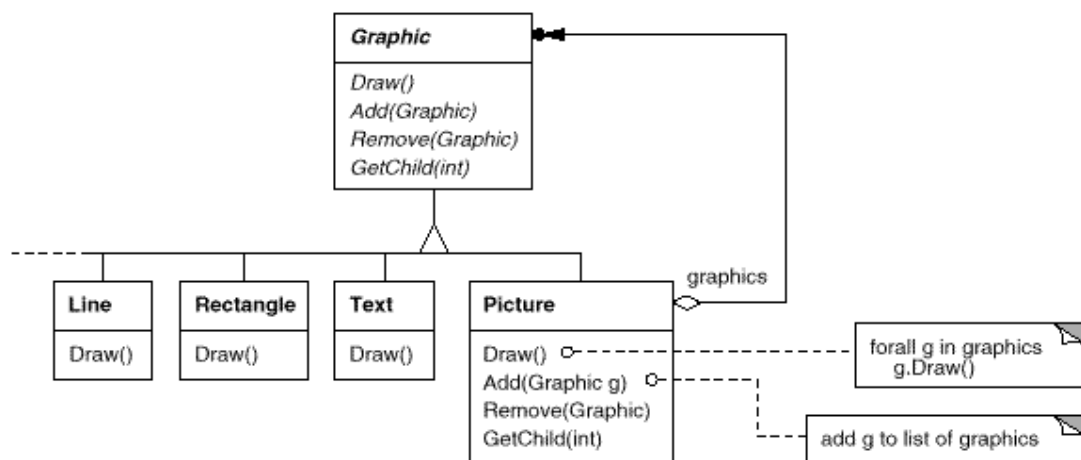 Graphic
Draw()
Add(Graphic)
Remove(Graphic)
GetChild(int)
graphics
Line
Draw()
Rectangle
Draw()
Text
Draw()
Picture
Draw()
Add(Graphic g)
Remove(Graphic)
GetChild(int)
forall g in graphics
g.Draw()
add g to list of graphics